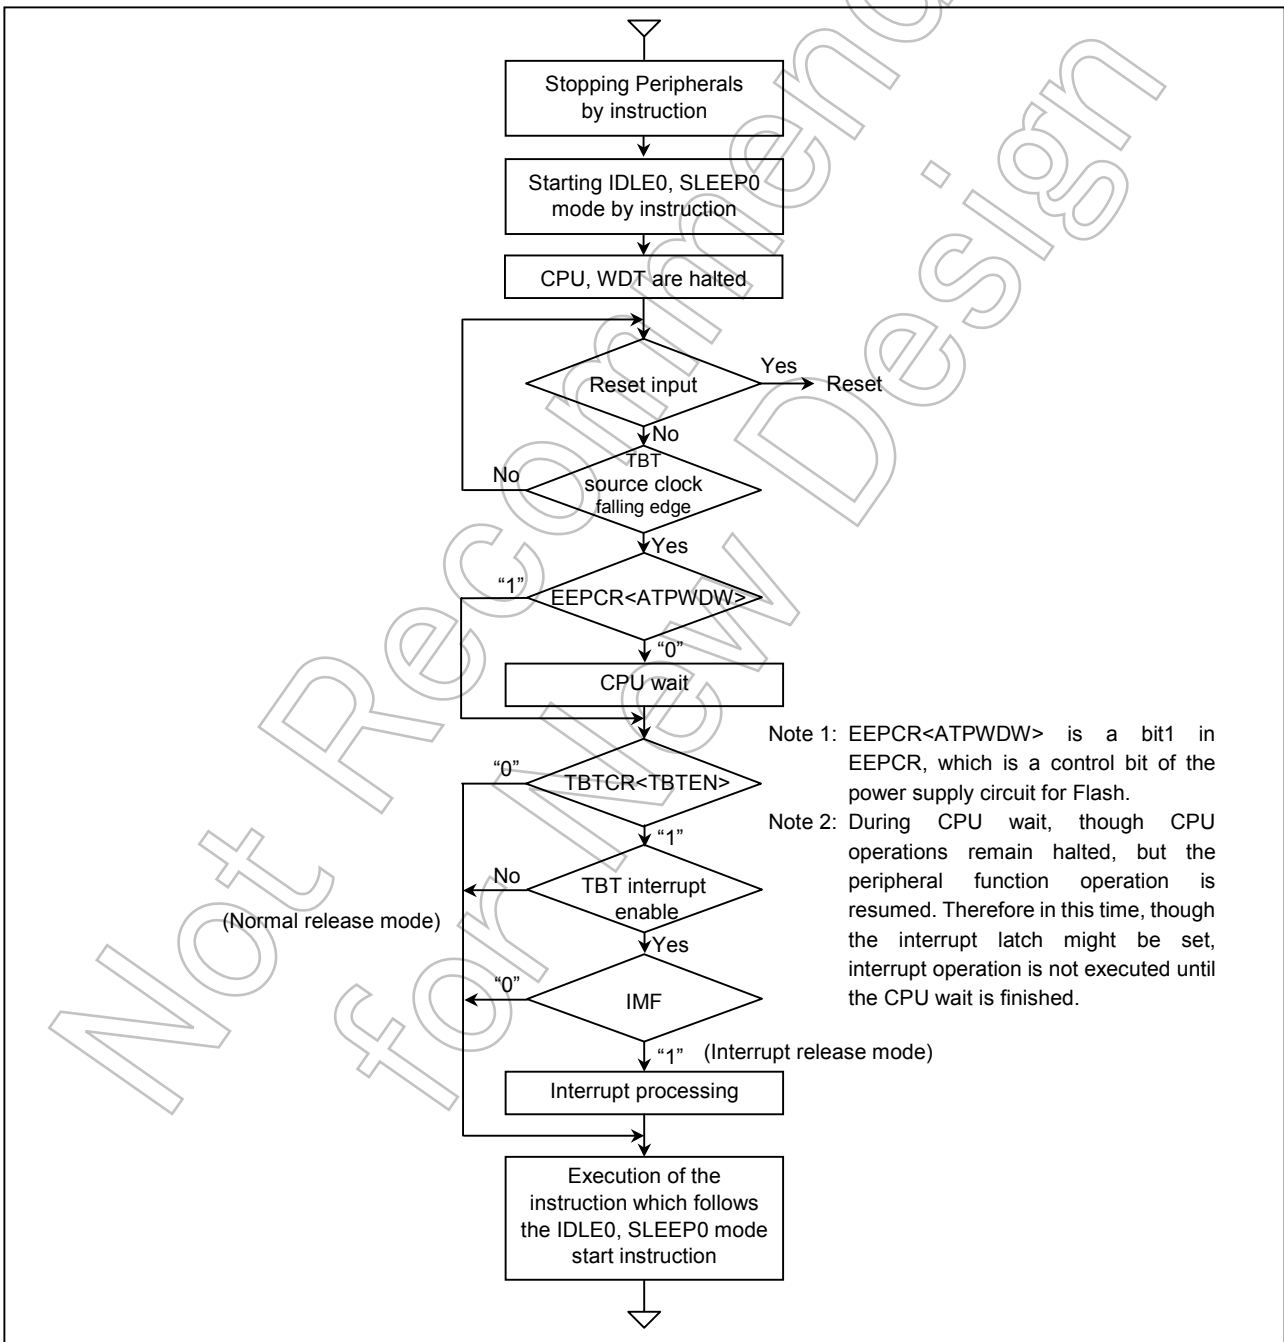 Not Recommended
for New Design
Stopping Peripherals
by instruction
Starting IDLE0, SLEEP0
mode by instruction
CPU, WDT are halted
Reset input
Yes
Reset
No
TBT
source clock
falling edge
No
Yes
EEPCR<ATPWDW>
“1”
“0”
CPU wait
TBTCR<TBTEN>
“0”
“1”
TBT interrupt
enable
No
(Normal release mode)
Yes
IMF
“0”
“1” (Interrupt release mode)
Interrupt processing
Execution of the
instruction which follows
the IDLE0, SLEEP0 mode
start instruction
Note 1: EEPCR<ATPWDW> is a bit1 in
EEPCR, which is a control bit of the
power supply circuit for Flash.
Note 2: During CPU wait, though CPU
operations remain halted, but the
peripheral function operation is
resumed. Therefore in this time, though
the interrupt latch might be set,
interrupt operation is not executed until
the CPU wait is finished.